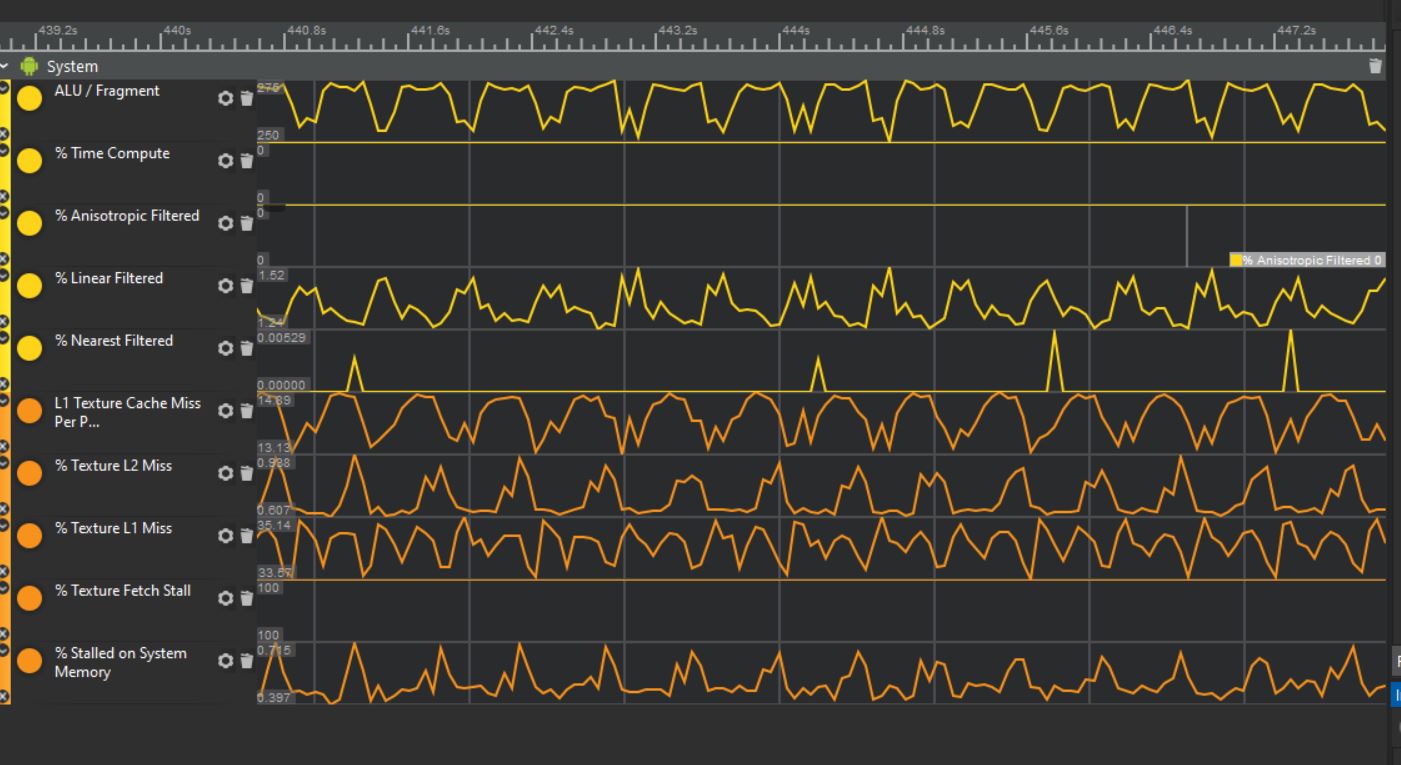 439.2s 440s 440.8s 441.6s 442.4s 443.2s 444s 444.8s 445.6s 446.4s 447.2s
System
ALU / Fragment
250
% Time Compute
0
0
% Anisotropic Filtered
0
0
% Anisotropic Filtered 0
% Linear Filtered
1.52
1.24
% Nearest Filtered
0.00529
0.00000
L1 Texture Cache Miss
Per P...
14.89
13.13
% Texture L2 Miss
0.607
% Texture L1 Miss
35.14
33.57
% Texture Fetch Stall
100
100
% Stalled on System
Memory
0.715
0.397